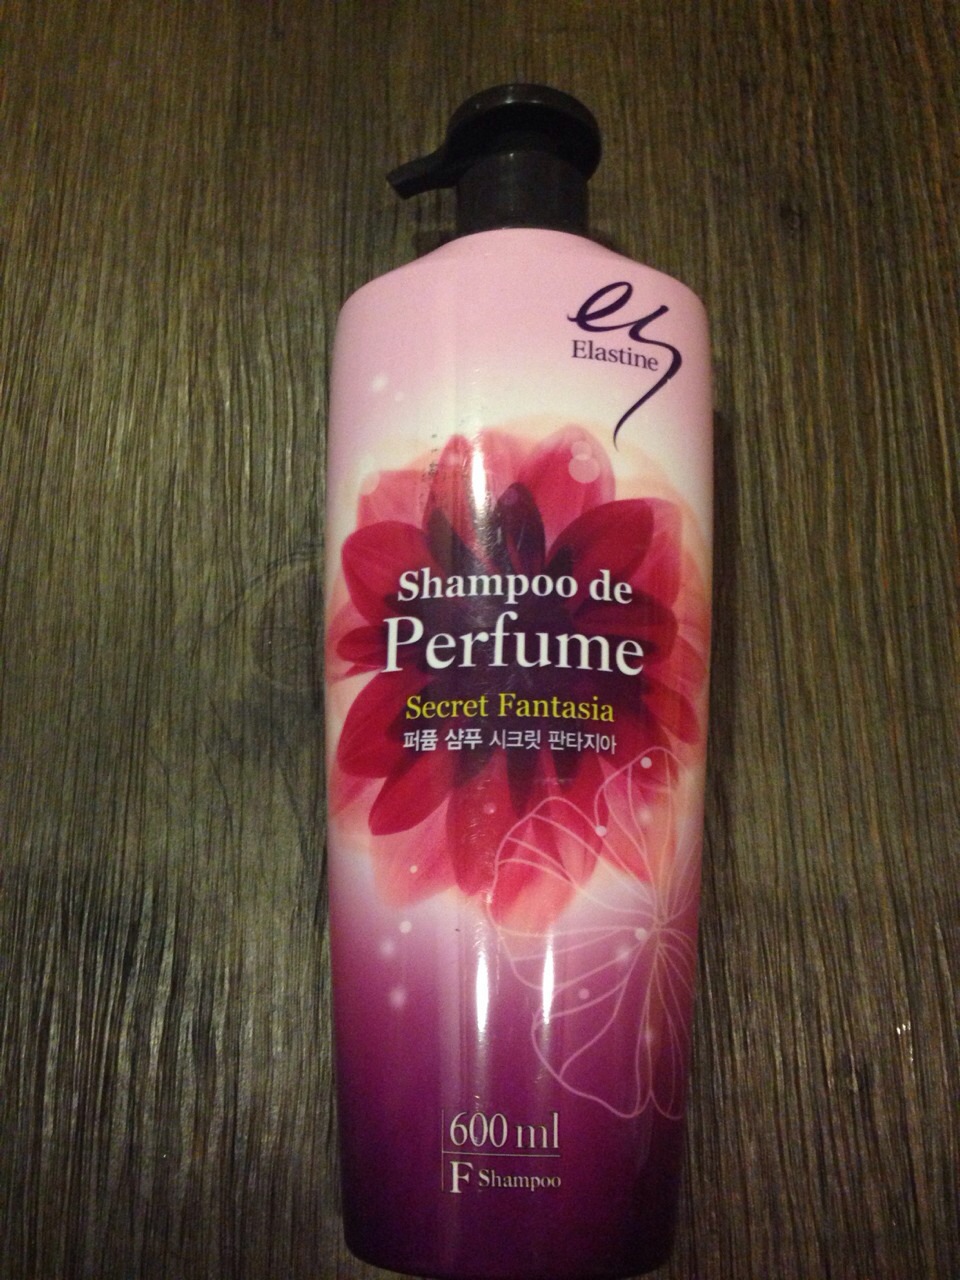 es
Elastine
Shampoo de
Perfume
Secret Fantasia
퍼퓸 샴푸 시크릿 판타지아
600 ml
F Shampoo